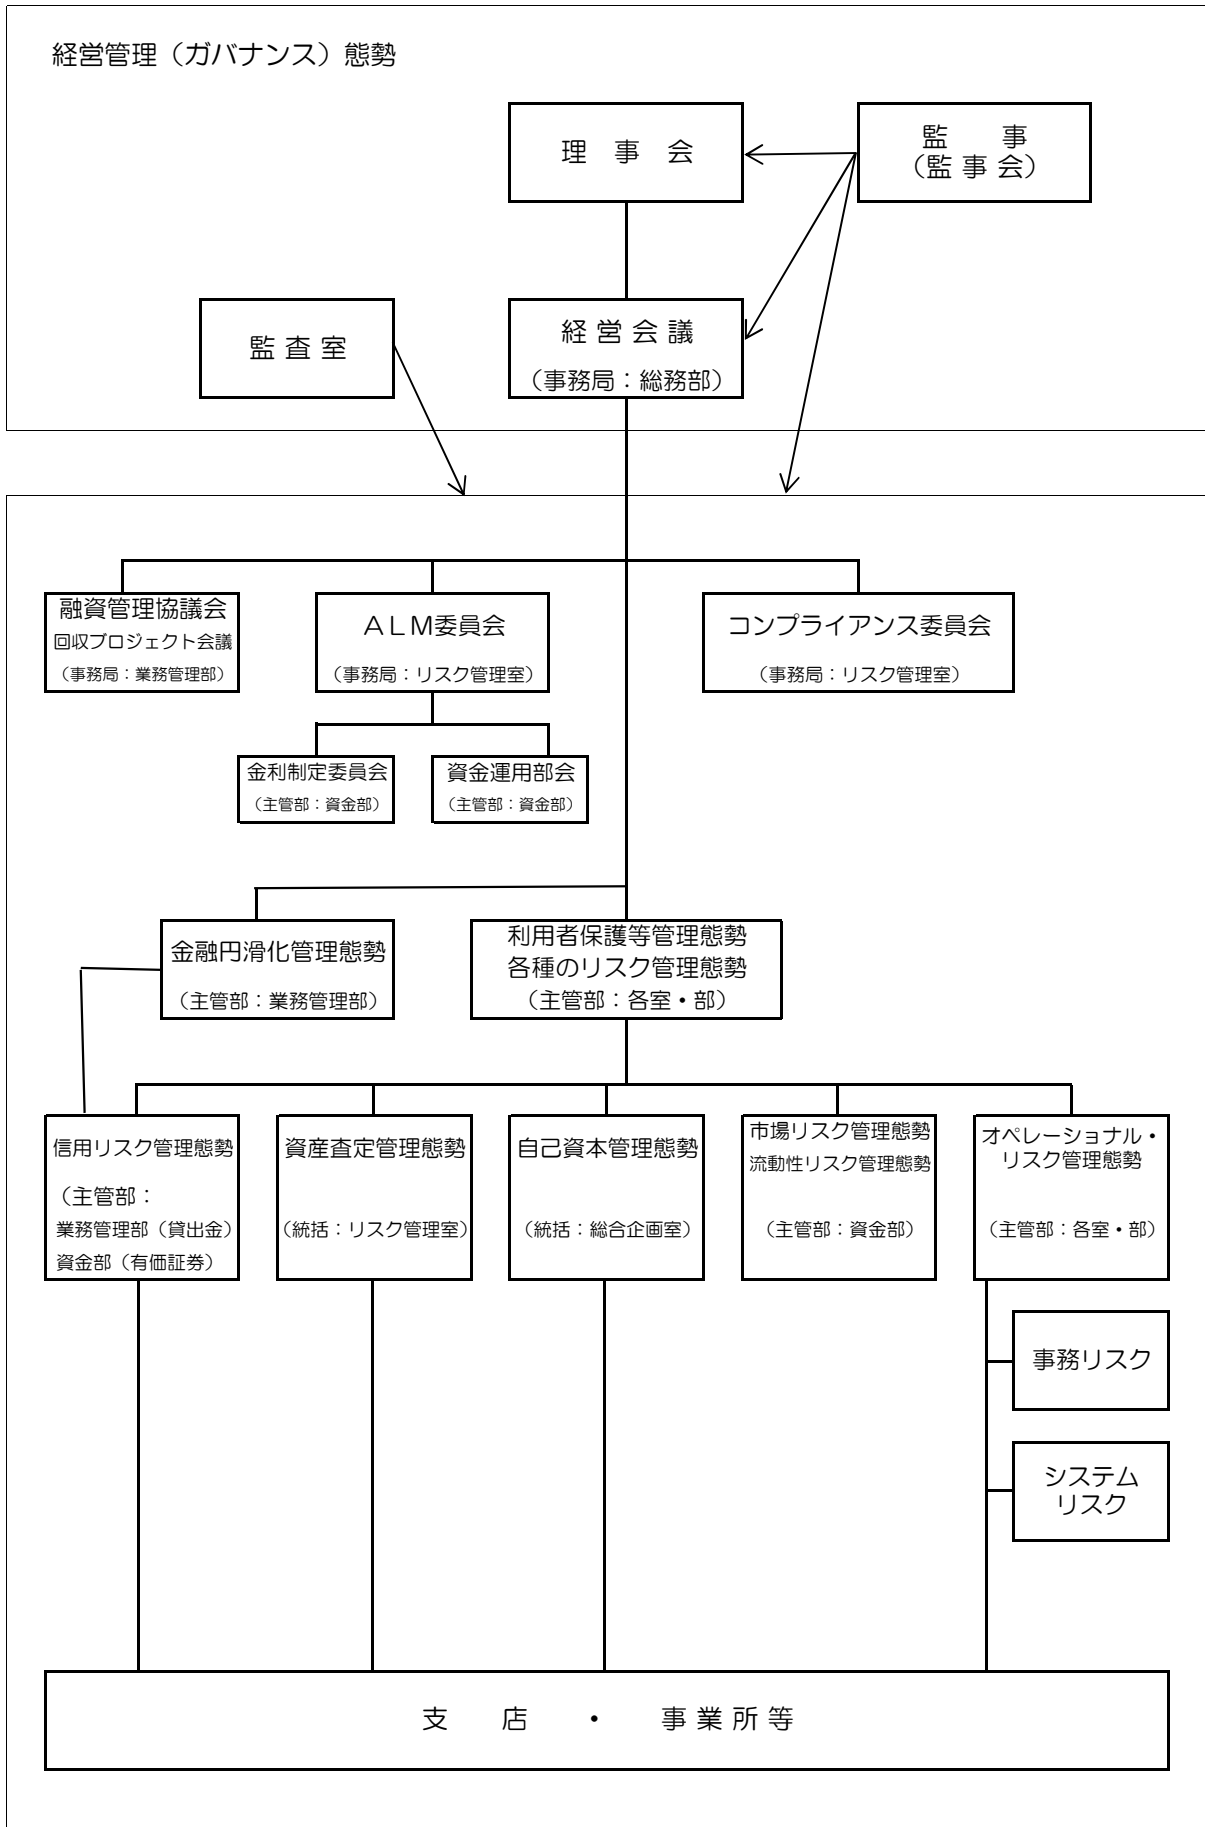 経営管理（ガバナンス）態勢
理　事　会
監　　事
（監 事 会）
監 査 室
経 営 会 議
（事務局：総務部）
融資管理協議会
回収プロジェクト会議
（事務局：業務管理部）
ＡＬＭ委員会
（事務局：リスク管理室）
コンプライアンス委員会
（事務局：リスク管理室）
金利制定委員会
（主管部：資金部）
資金運用部会
（主管部：資金部）
金融円滑化管理態勢
（主管部：業務管理部）
利用者保護等管理態勢
各種のリスク管理態勢
（主管部：各室・部）
信用リスク管理態勢
（主管部：
業務管理部（貸出金）
資金部（有価証券）
資産査定管理態勢
（統括：リスク管理室）
自己資本管理態勢
（統括：総合企画室）
市場リスク管理態勢
流動性リスク管理態勢
（主管部：資金部）
オペレーショナル・
リスク管理態勢
（主管部：各室・部）
事務リスク
システム
リスク
支　　店　　・　　事 業 所 等